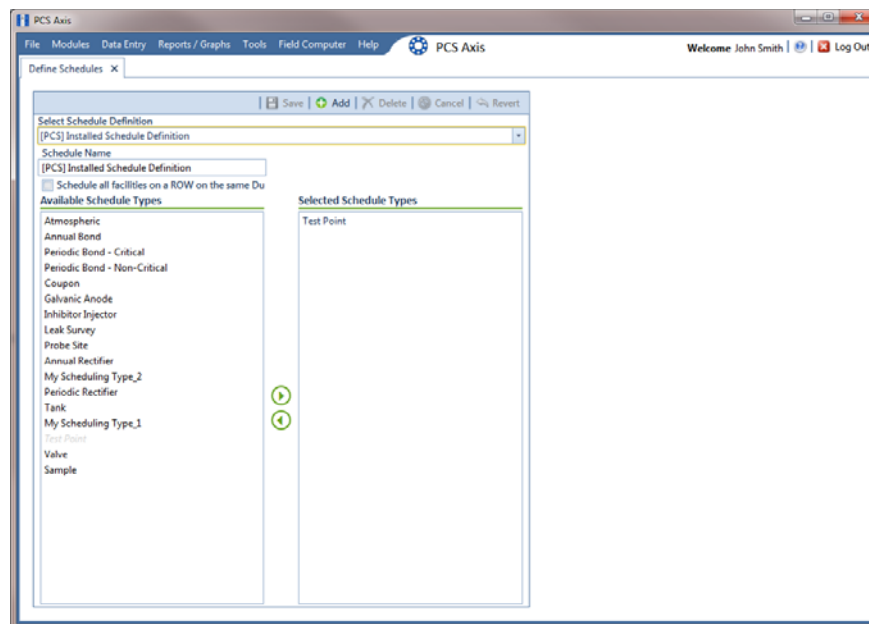 PCS Axis
File Modules Data Entry Reports / Graphs Tools Field Computer Help PCS Axis Welcome John Smith Log Out
Define Schedules X
Save Add Delete Cancel Revert
Select Schedule Definition
[PCS] Installed Schedule Definition
Schedule Name
[PCS] Installed Schedule Definition
Schedule all facilities on a ROW on the same Du
Available Schedule Types Selected Schedule Types
Atmospheric Test Point
Annual Bond
Periodic Bond - Critical
Periodic Bond - Non-Critical
Coupon
Galvanic Anode
Inhibitor Injector
Leak Survey
Probe Site
Annual Rectifier
My Scheduling Type_2
Periodic Rectifier
Tank
My Scheduling Type_1
Test Point
Valve
Sample